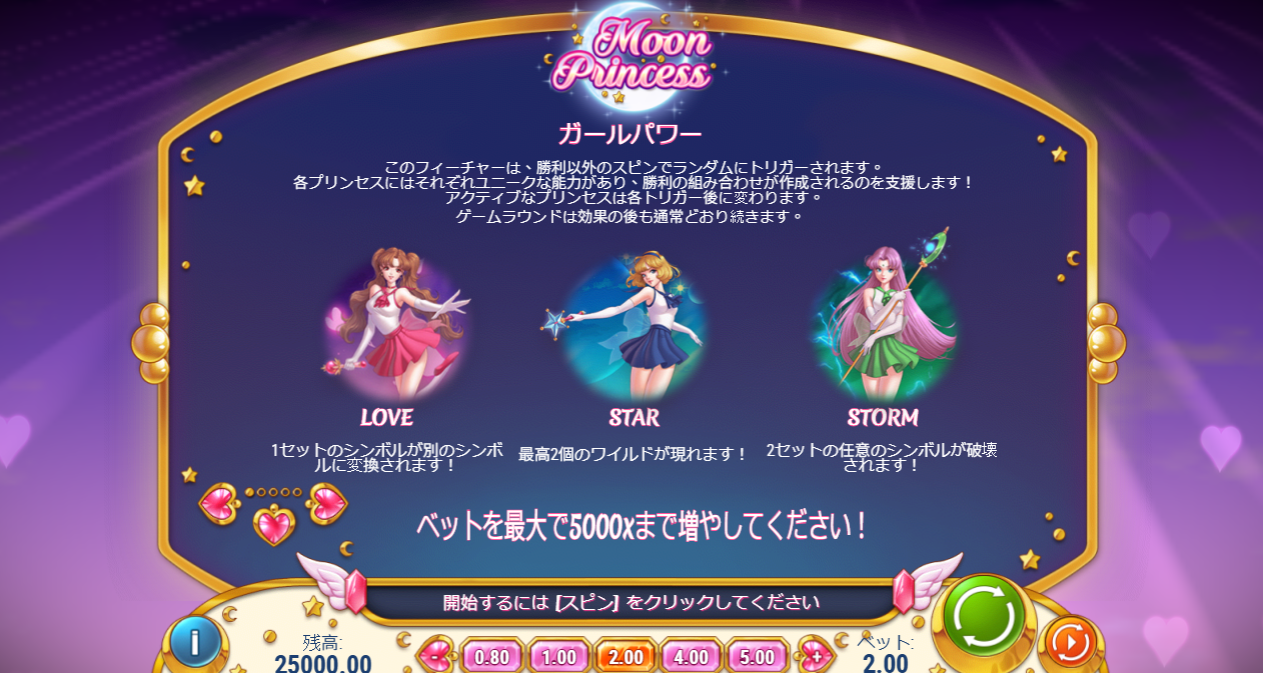 Moon
Princess
ガールパワー
このフィーチャーは、勝利以外のスピンでランダムにトリガーされます。
各プリンセスにはそれぞれユニークな能力があり、勝利の組み合わせが作成されるのを支援します！
アクティブなプリンセスは各トリガー後に変わります。
ゲームラウンドは効果の後も通常どおり続きます。
LOVE
STAR
STORM
1セットのシンボルが別のシンボ
ルに変換されます！
最高2個のワイルドが現れます！
2セットの任意のシンボルが破壊
されます！
ベットを最大で5000xまで増やしてください！
開始するには [スピン] をクリックしてください
i
残高:
25000.00
-
0.80
1.00
2.00
4.00
5.00
+
ベット:
2.00